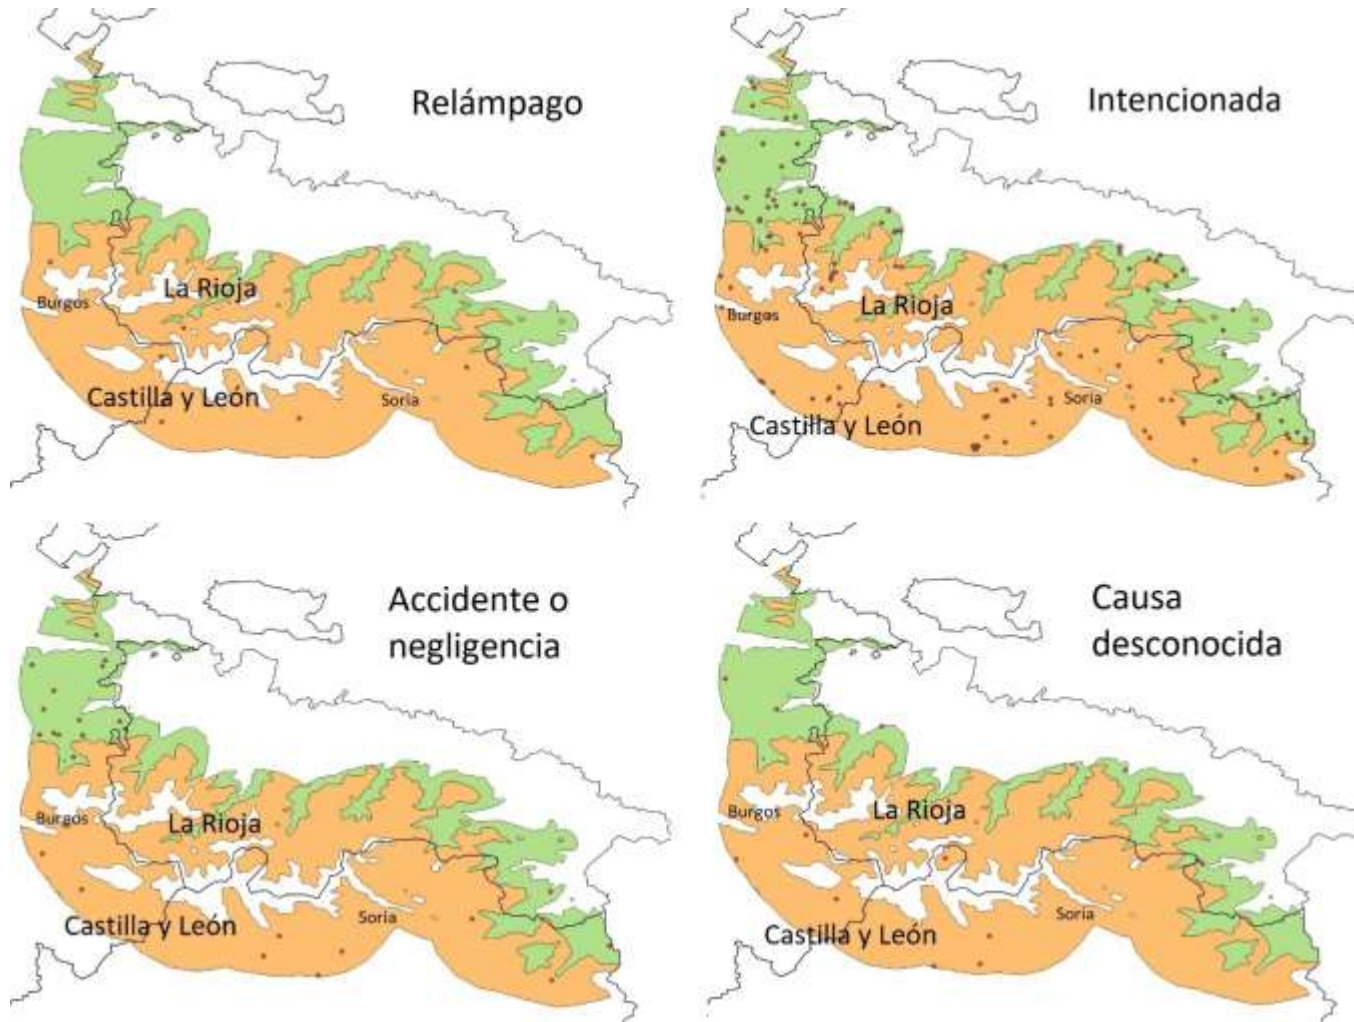 Relámpago
La Rioja
Burgos
Castilla y León
Soria
Intencionada
La Rioja
Burgos
Soria
Castilla y León
Accidente o
negligencia
La Rioja
Burgos
Soria
Castilla y León
Causa
desconocida
La Rioja
Burgos
Soria
Castilla y León